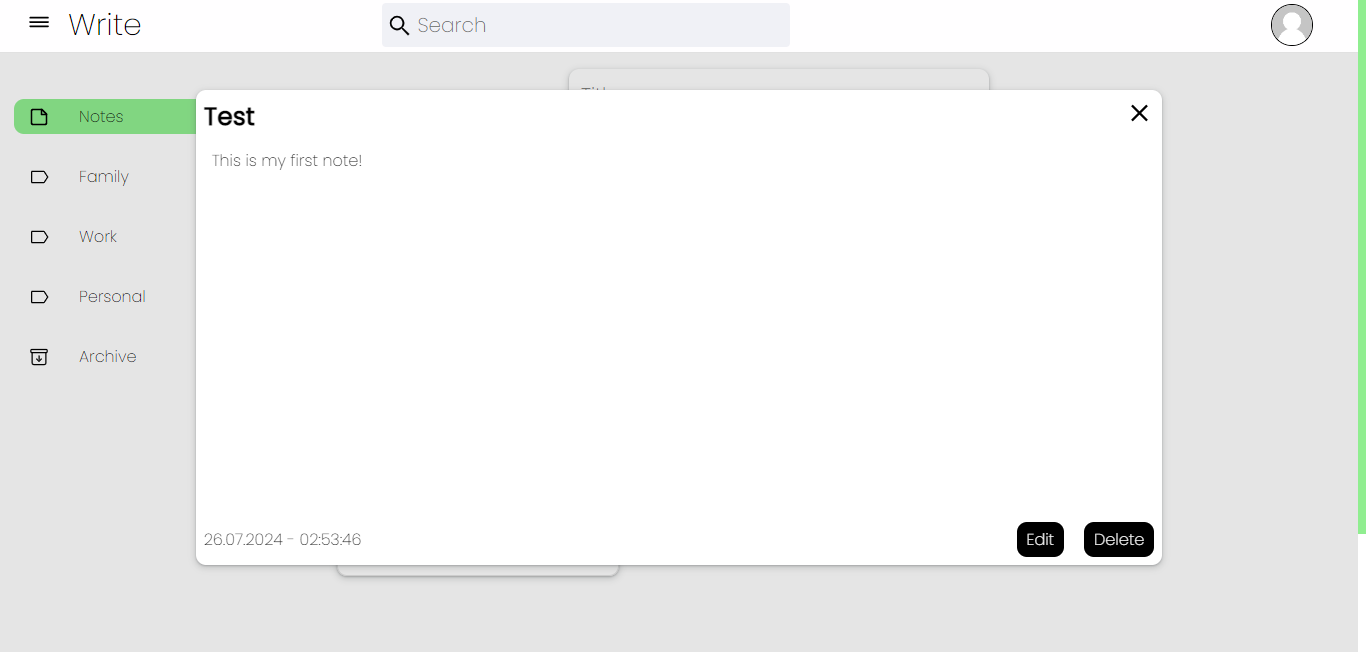 Write
Search
Notes
Family
Work
Personal
Archive
Test
This is my first note!
26.07.2024 - 02:53:46
Edit
Delete